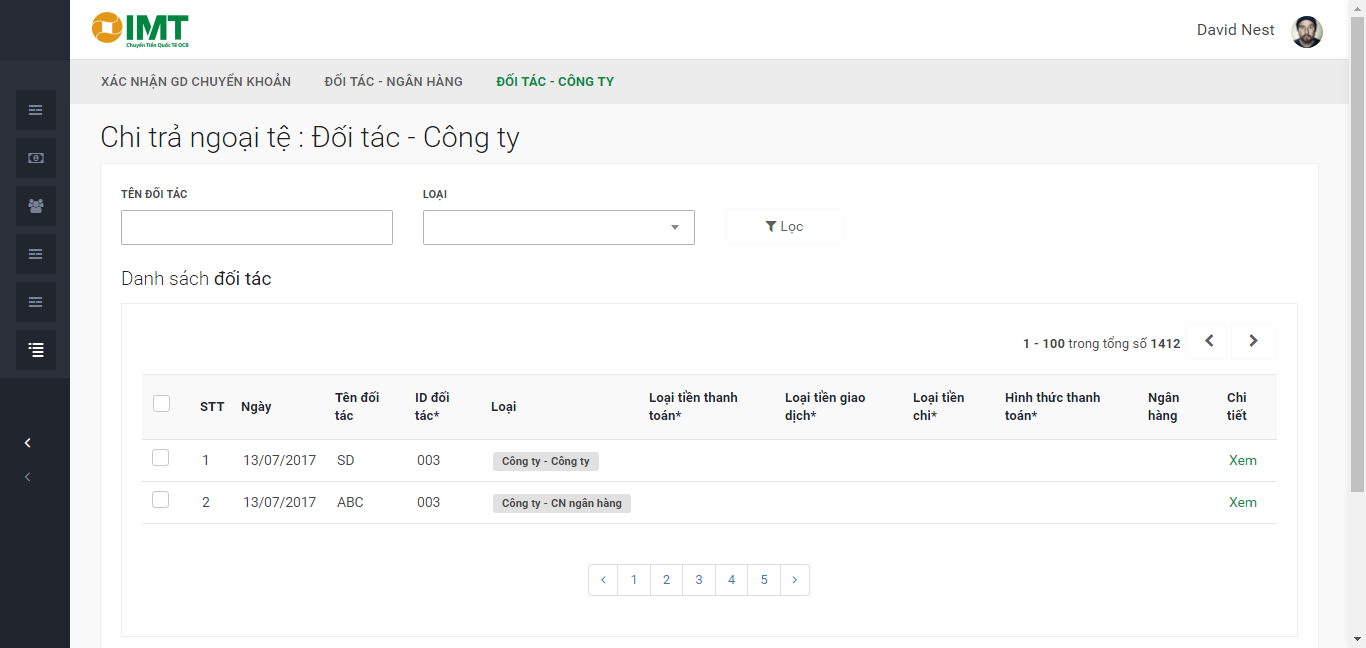 IMT
Chuyển Tiền Quốc Tế OCB
David Nest
XÁC NHẬN GD CHUYỂN KHOẢN ĐỐI TÁC - NGÂN HÀNG ĐỐI TÁC - CÔNG TY
Chi trả ngoại tệ : Đối tác - Công ty
TÊN ĐỐI TÁC LOẠI
Lọc
Danh sách đối tác
1 - 100 trong tổng số 1412
STT Ngày Tên đối tác ID đối tác* Loại Loại tiền thanh toán* Loại tiền giao dịch* Loại tiền chi* Hình thức thanh toán* Ngân hàng Chi tiết
1 13/07/2017 SD 003 Công ty - Công ty Xem
2 13/07/2017 ABC 003 Công ty - CN ngân hàng Xem
‹ 1 2 3 4 5 ›